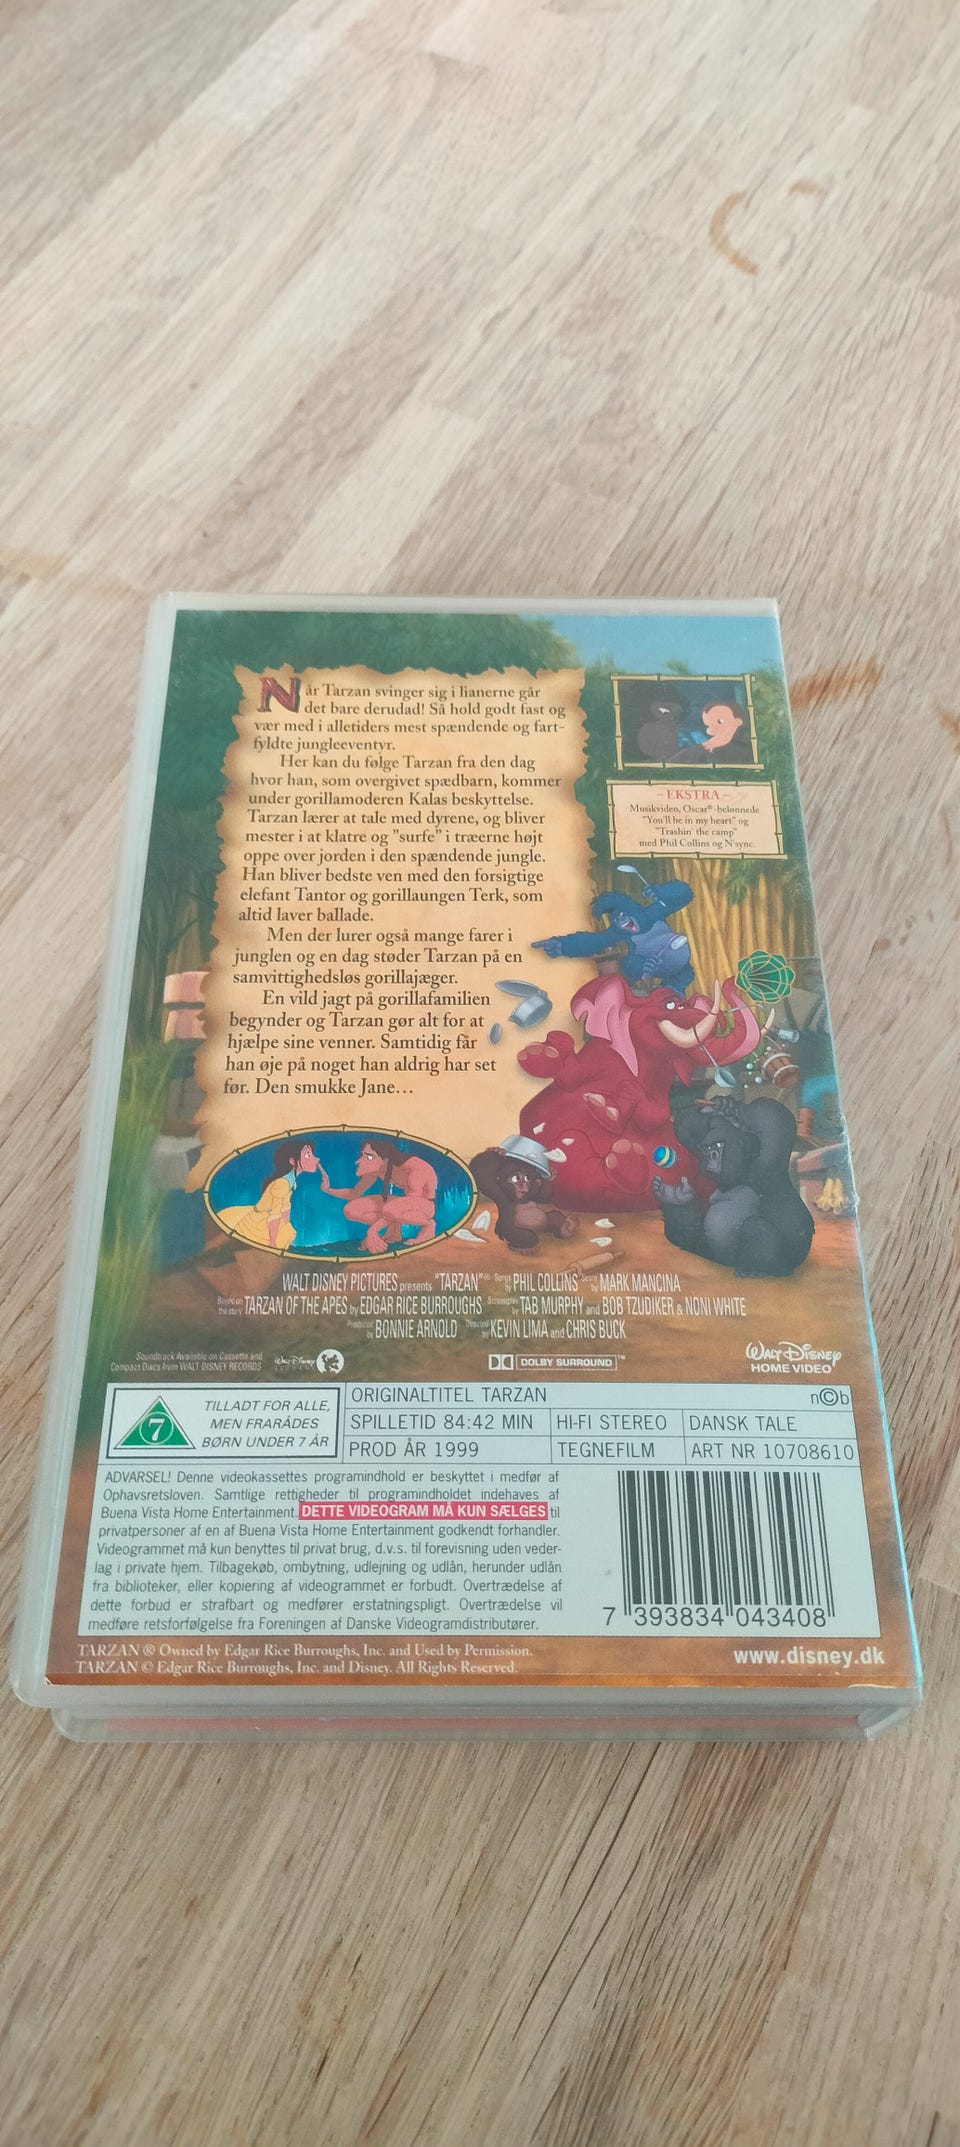 Når Tarzan svinger sig i lianerne går
det bare derudad! Så hold godt fast og
vær med i alletiders mest spændende og fart-
fyldte jungleeventyr.
Her kan du følge Tarzan fra den dag
hvor han, som overgivet spædbarn, kommer
under gorillamoderen Kalas beskyttelse.
Tarzan lærer at tale med dyrene, og bliver
mester i at klatre og "surfe" i træerne højt
oppe over jorden i den spændende jungle.
Han bliver bedste ven med den forsigtige
elefant Tantor og gorillaungen Terk, som
altid laver ballade.
Men der lurer også mange farer i
junglen og en dag støder Tarzan på en
samvittighedsløs gorillajæger.
En vild jagt på gorillafamilien
begynder og Tarzan gør alt for at
hjælpe sine venner. Samtidig får
han øje på noget han aldrig har set
før. Den smukke Jane...
- EKSTRA -
Musikvideo, Oscar®-belønnede
"You'll be in my heart" og
"Trashin' the camp"
med Phil Collins og N'sync.
WALT DISNEY PICTURES presents "TARZAN"® Songs by PHIL COLLINS Score by MARK MANCINA
Based on the story TARZAN OF THE APES by EDGAR RICE BURROUGHS Screenplay by TAB MURPHY and BOB TZUDIKER & NONI WHITE
Produced by BONNIE ARNOLD Directed by KEVIN LIMA and CHRIS BUCK
Soundtrack Available on Cassette and
Compact Discs from WALT DISNEY RECORDS
Walt Disney
DOLBY SURROUND™
WALT DISNEY
HOME VIDEO
7
TILLADT FOR ALLE,
MEN FRARÅDES
BØRN UNDER 7 ÅR
ORIGINALTITEL TARZAN n©b
SPILLETID 84:42 MIN HI-FI STEREO DANSK TALE
PROD ÅR 1999 TEGNEFILM ART NR 10708610
ADVARSEL! Denne videokassettes programindhold er beskyttet i medfør af
Ophavsretsloven. Samtlige rettigheder til programindholdet indehaves af
Buena Vista Home Entertainment. DETTE VIDEOGRAM MÅ KUN SÆLGES til
privatpersoner af en af Buena Vista Home Entertainment godkendt forhandler.
Videogrammet må kun benyttes til privat brug, d.v.s. til forevisning uden veder-
lag i private hjem. Tilbagekøb, ombytning, udlejning og udlån, herunder udlån
fra biblioteker, eller kopiering af videogrammet er forbudt. Overtrædelse af
dette forbud er strafbart og medfører erstatningspligt. Overtrædelse vil
medføre retsforfølgelse fra Foreningen af Danske Videogramdistributører.
7 393834 043408
TARZAN ® Owned by Edgar Rice Burroughs, Inc. and Used by Permission.
TARZAN © Edgar Rice Burroughs, Inc. and Disney. All Rights Reserved.
www.disney.dk